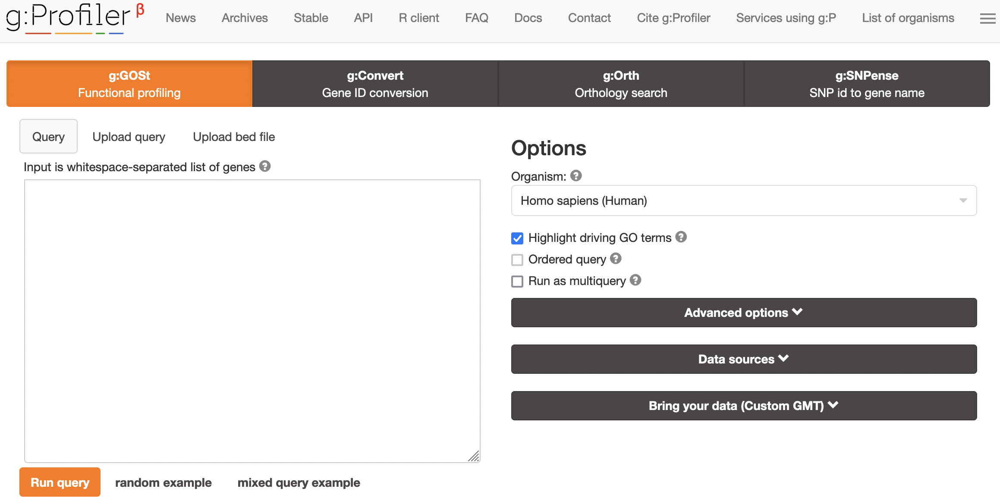 g:Profiler β
News Archives Stable API R client FAQ Docs Contact Cite g:Profiler Services using g:P List of organisms
g:GOSt
Functional profiling
g:Convert
Gene ID conversion
g:Orth
Orthology search
g:SNPense
SNP id to gene name
Query Upload query Upload bed file
Input is whitespace-separated list of genes ?
Run query random example mixed query example
Options
Organism: ?
Homo sapiens (Human)
Highlight driving GO terms ?
Ordered query ?
Run as multiquery ?
Advanced options
Data sources
Bring your data (Custom GMT)